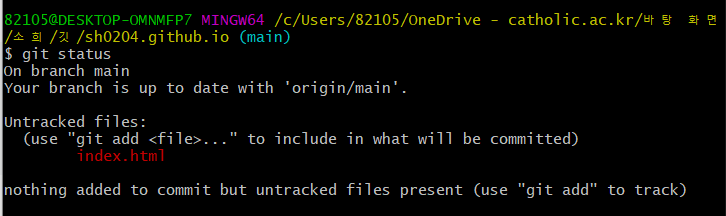 82105@DESKTOP-OMNMFP7 MINGW64 /c/Users/82105/OneDrive - catholic.ac.kr/바탕 화면
/소희/깃/sh0204.github.io (main)
$ git status
On branch main
Your branch is up to date with 'origin/main'.

Untracked files:
  (use "git add <file>..." to include in what will be committed)
        index.html

nothing added to commit but untracked files present (use "git add" to track)